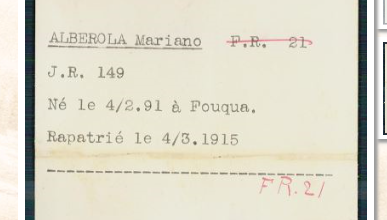 ALBEROLA Mariano F.R. 21
J.R. 149
Né le 4/2.91 à Fouqua.
Rapatrié le 4/3.1915
FR.21